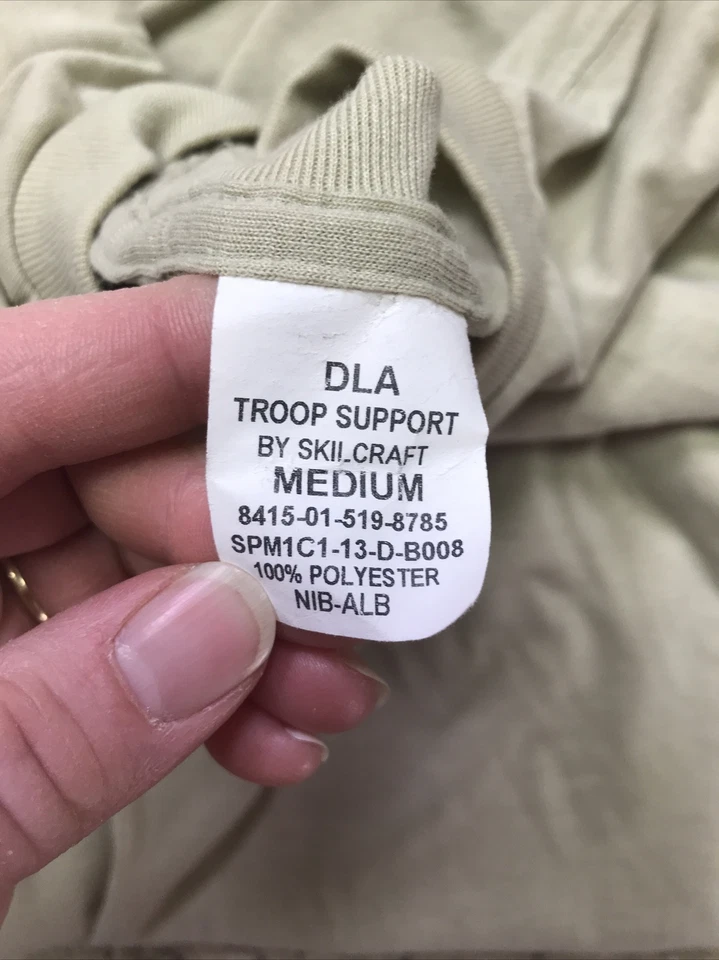 DLA
TROOP SUPPORT
BY SKILCRAFT
MEDIUM
8415-01-519-8785
SPM1C1-13-D-B008
100% POLYESTER
NIB-ALB